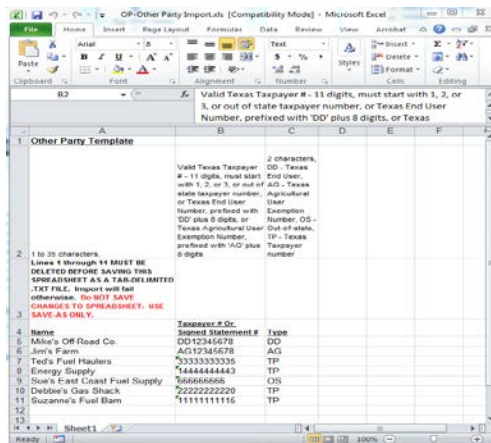 OP-Other Party Import.xls [Compatibility Mode] - Microsoft Excel
File Home Insert Page Layout Formulas Data Review View Acrobat
Paste
Arial 8
B I U
Text
$ % ,
Styles
Insert
Delete
Format
Clipboard Font Alignment Number Cells Editing
B2 fx Valid Texas Taxpayer # - 11 digits, must start with 1, 2, or
3, or out of state taxpayer number, or Texas End User
Number, prefixed with 'DD' plus 8 digits, or Texas
A B C D E F
1 Other Party Template
2 1 to 35 characters.
Valid Texas Taxpayer
# - 11 digits, must start
with 1, 2, or 3, or out of
state taxpayer number,
or Texas End User
Number, prefixed with
'DD' plus 8 digits, or
Texas Agricultural User
Exemption Number,
prefixed with 'AG' plus
8 digits
2 characters,
DD - Texas
End User,
AG - Texas
Agricultural
User
Exemption
Number, OS -
Out-of-state,
TP - Texas
Taxpayer
number
3 Lines 1 through 11 MUST BE
DELETED BEFORE SAVING THIS
SPREADSHEET AS A TAB-DELIMITED
.TXT FILE. Import will fail
otherwise. Do NOT SAVE
CHANGES TO SPREADSHEET. USE
SAVE-AS ONLY.
4 Name Taxpayer # Or Signed Statement # Type
5 Mike's Off-Road Co. DD12345678 DD
6 Jim's Farm AG12345678 AG
7 Ted's Fuel Haulers 33333333335 TP
8 Energy Supply 14444444443 TP
9 Sue's East Coast Fuel Supply 666666666 OS
10 Debbie's Gas Shack 22222222220 TP
11 Suzanne's Fuel Barn TP
12
13
Sheet1
Ready 100%